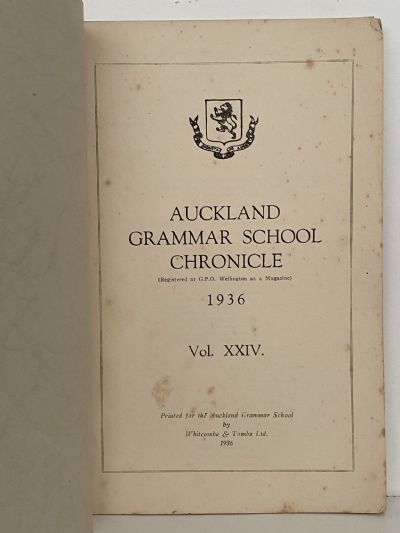 AUCKLAND
GRAMMAR SCHOOL
CHRONICLE
(Registered at G.P.O. Wellington as a Magazine)
1936
Vol. XXIV.
Printed for the Auckland Grammar School
by
Whitcombe & Tombs Ltd,
1936